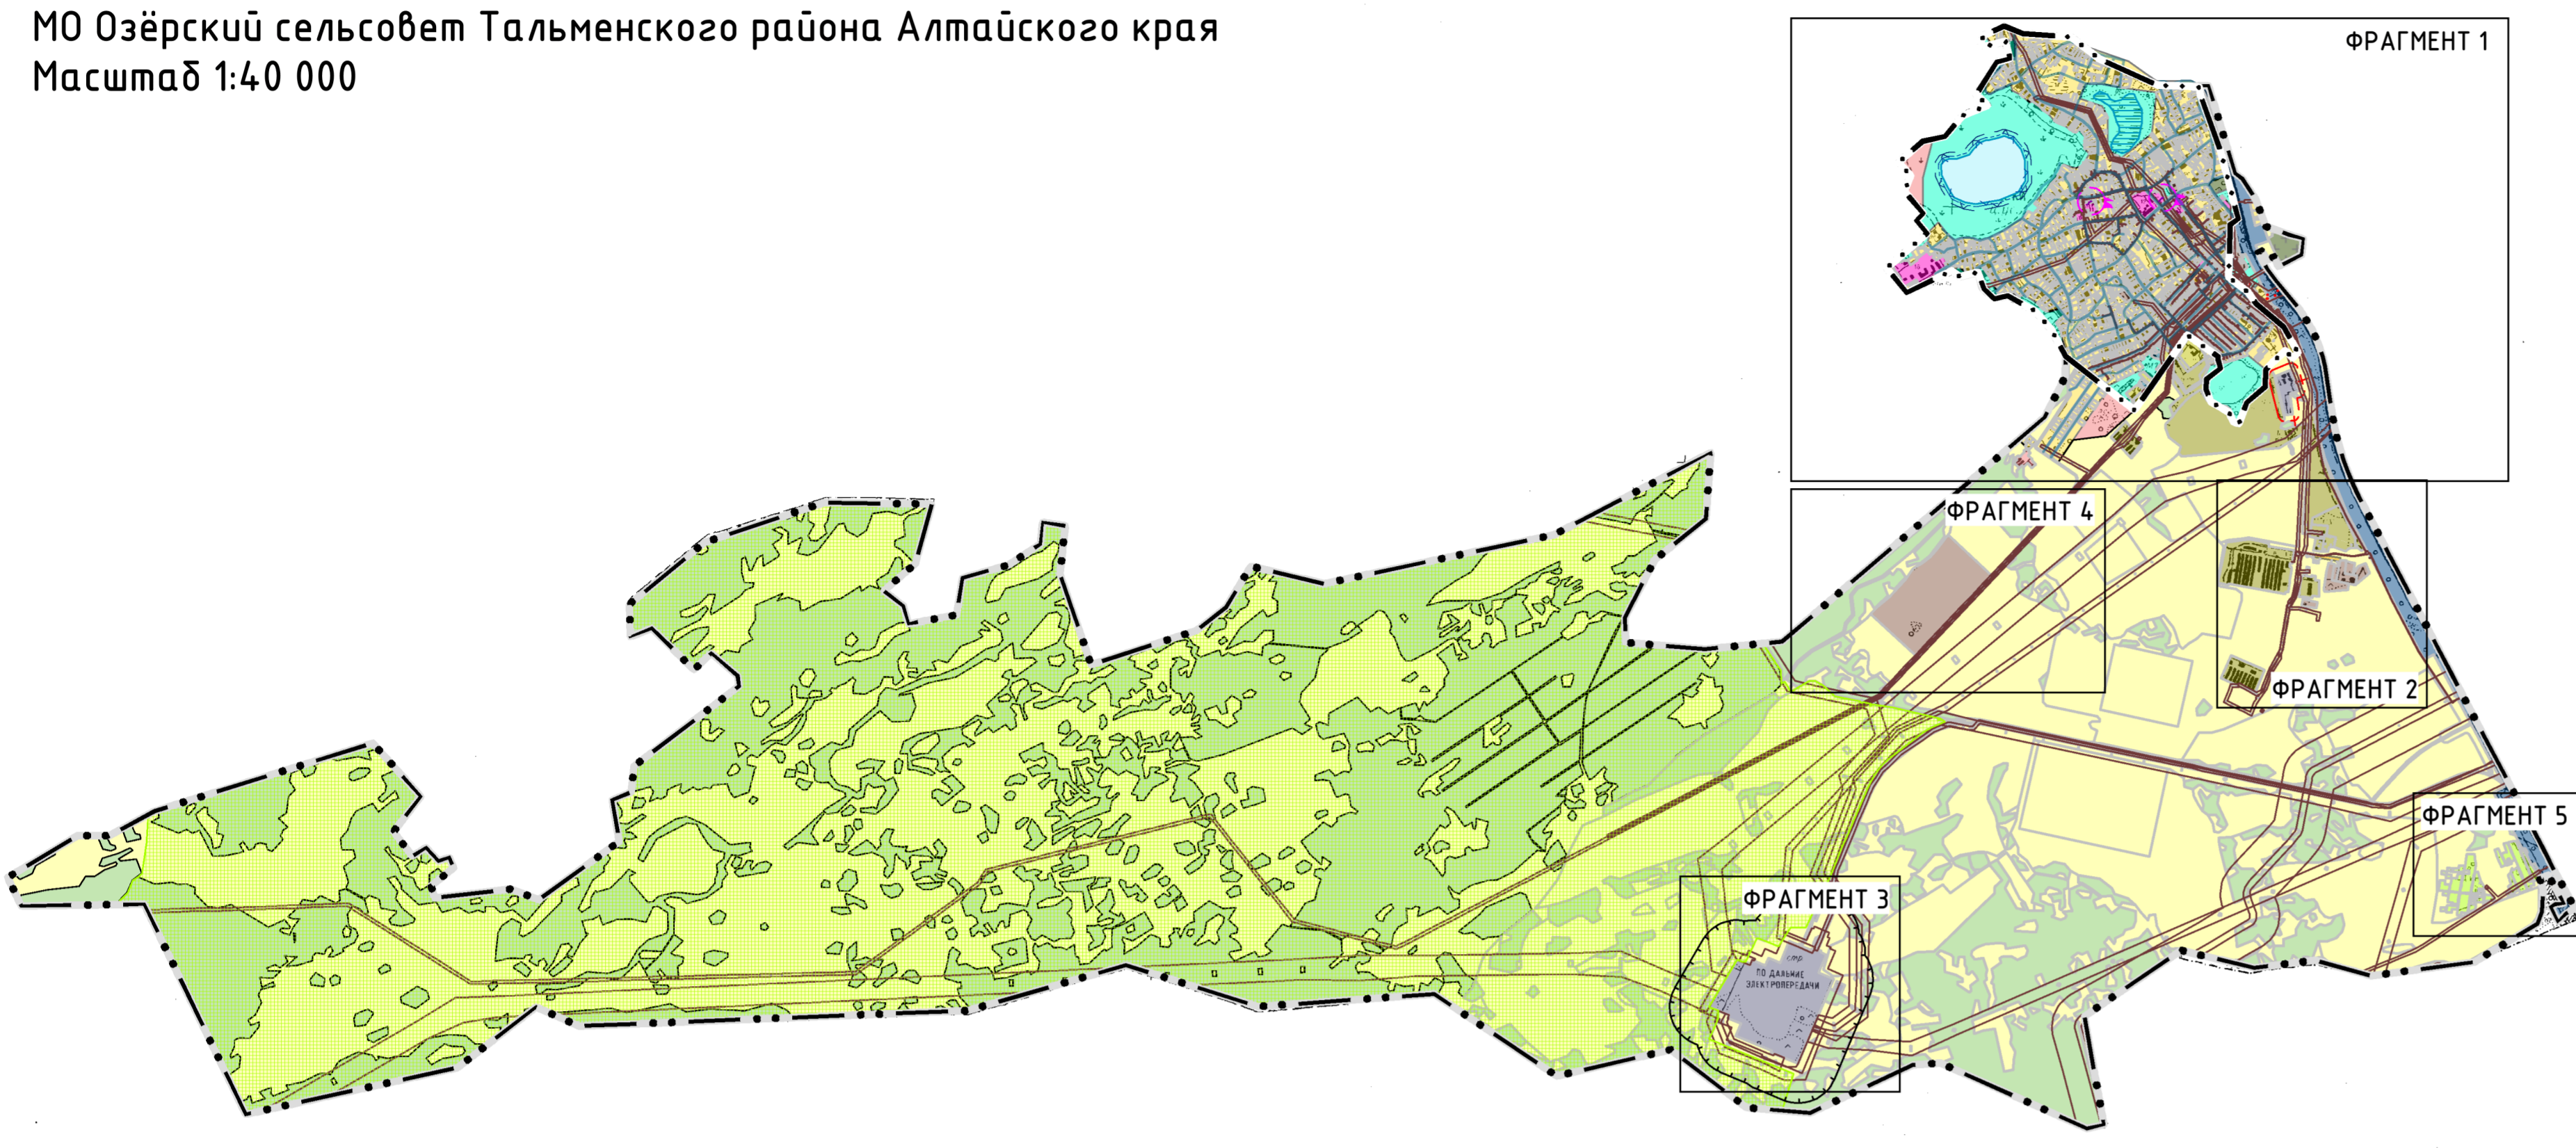 МО Озёрский сельсовет Тальменского района Алтайского края
Масштаб 1:40 000
ФРАГМЕНТ 1
ФРАГМЕНТ 4
ФРАГМЕНТ 2
ФРАГМЕНТ 5
ФРАГМЕНТ 3
стр
ПО ДАЛЬНИЕ
ЭЛЕКТРОПЕРЕДАЧИ